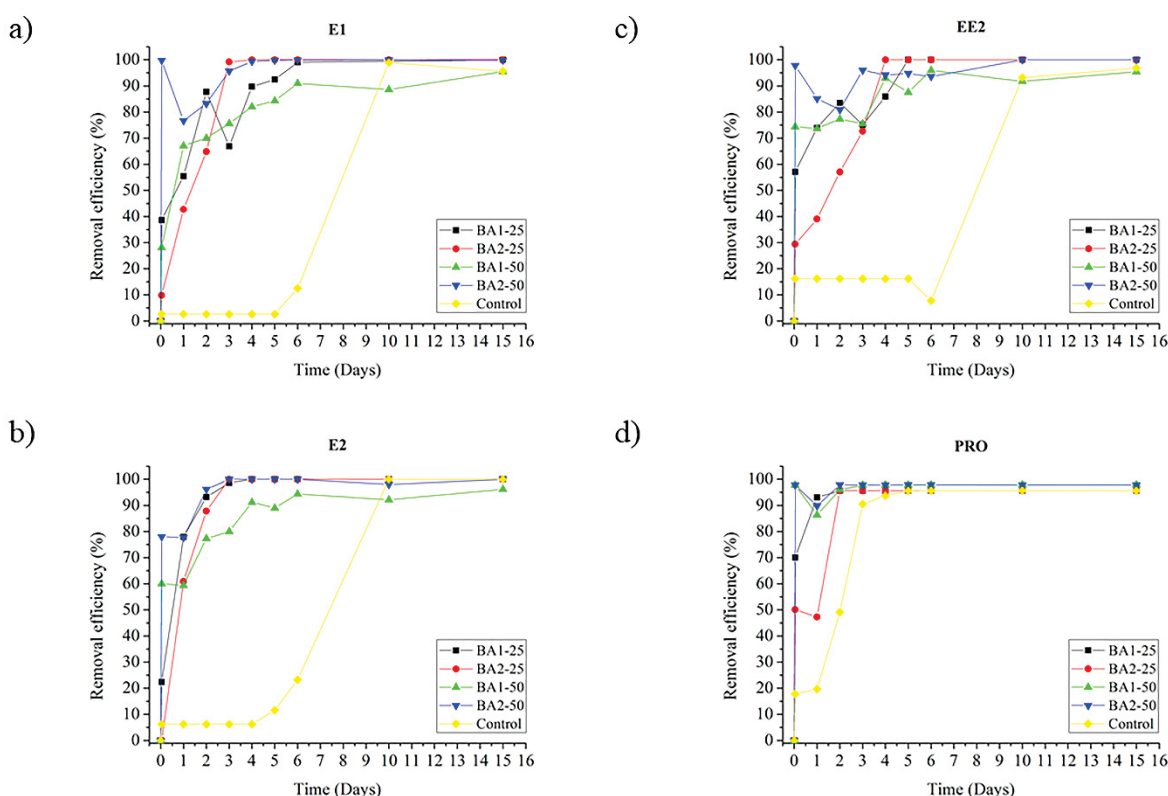 a)
E1
Removal efficiency (%)
100
90
80
70
60
50
40
30
20
10
0
0 1 2 3 4 5 6 7 8 9 10 11 12 13 14 15 16
Time (Days)
BA1-25
BA2-25
BA1-50
BA2-50
Control
c)
EE2
Removal efficiency (%)
100
90
80
70
60
50
40
30
20
10
0
0 1 2 3 4 5 6 7 8 9 10 11 12 13 14 15 16
Time (Days)
BA1-25
BA2-25
BA1-50
BA2-50
Control
b)
E2
Removal efficiency (%)
100
90
80
70
60
50
40
30
20
10
0
0 1 2 3 4 5 6 7 8 9 10 11 12 13 14 15 16
Time (Days)
BA1-25
BA2-25
BA1-50
BA2-50
Control
d)
PRO
Removal efficiency (%)
100
90
80
70
60
50
40
30
20
10
0
0 1 2 3 4 5 6 7 8 9 10 11 12 13 14 15 16
Time (Days)
BA1-25
BA2-25
BA1-50
BA2-50
Control